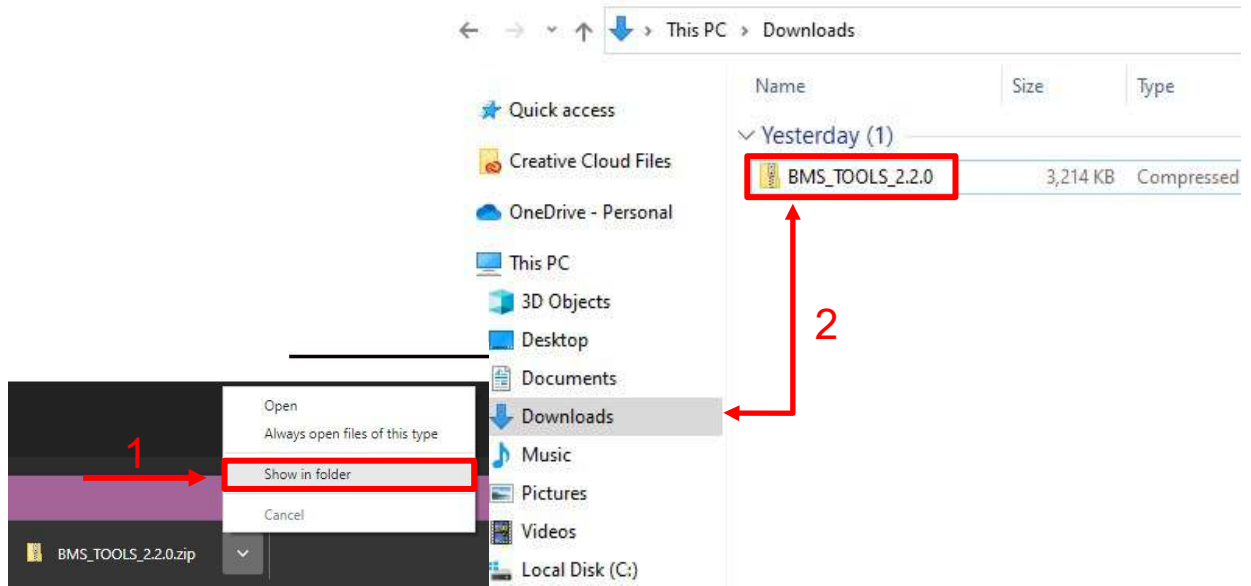 This PC > Downloads
Name Size Type
Quick access
Yesterday (1)
Creative Cloud Files
BMS_TOOLS_2.2.0 3,214 KB Compressed
OneDrive - Personal
This PC
3D Objects
Desktop
2
Documents
Downloads
Music
Pictures
Videos
Local Disk (C:)
Open
Always open files of this type
1
Show in folder
Cancel
BMS_TOOLS_2.2.0.zip